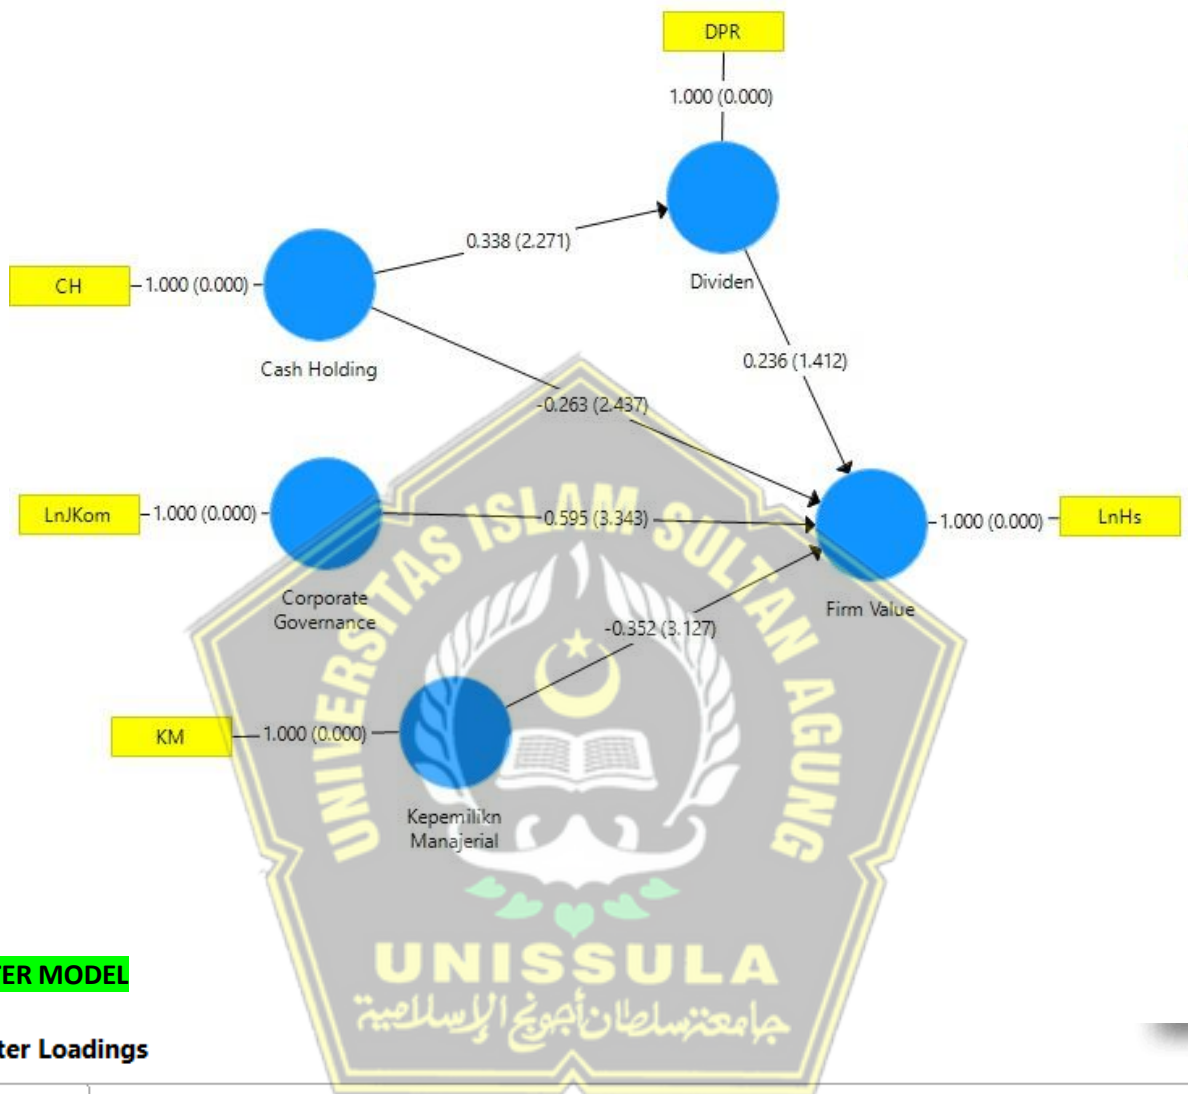 DPR
1.000 (0.000)
0.338 (2.271)
CH
1.000 (0.000)
Dividen
0.236 (1.412)
Cash Holding
-0.263 (2.437)
LnJKom
1.000 (0.000)
0.595 (3.343)
1.000 (0.000)
LnHs
Corporate
Governance
Firm Value
-0.352 (3.127)
KM
1.000 (0.000)
Kepemilikn
Manajerial
UNIVERSITAS ISLAM SULTAN AGUNG
UNISSULA
جامعة سلطان أجونج الإسلامية
TER MODEL
ter Loadings